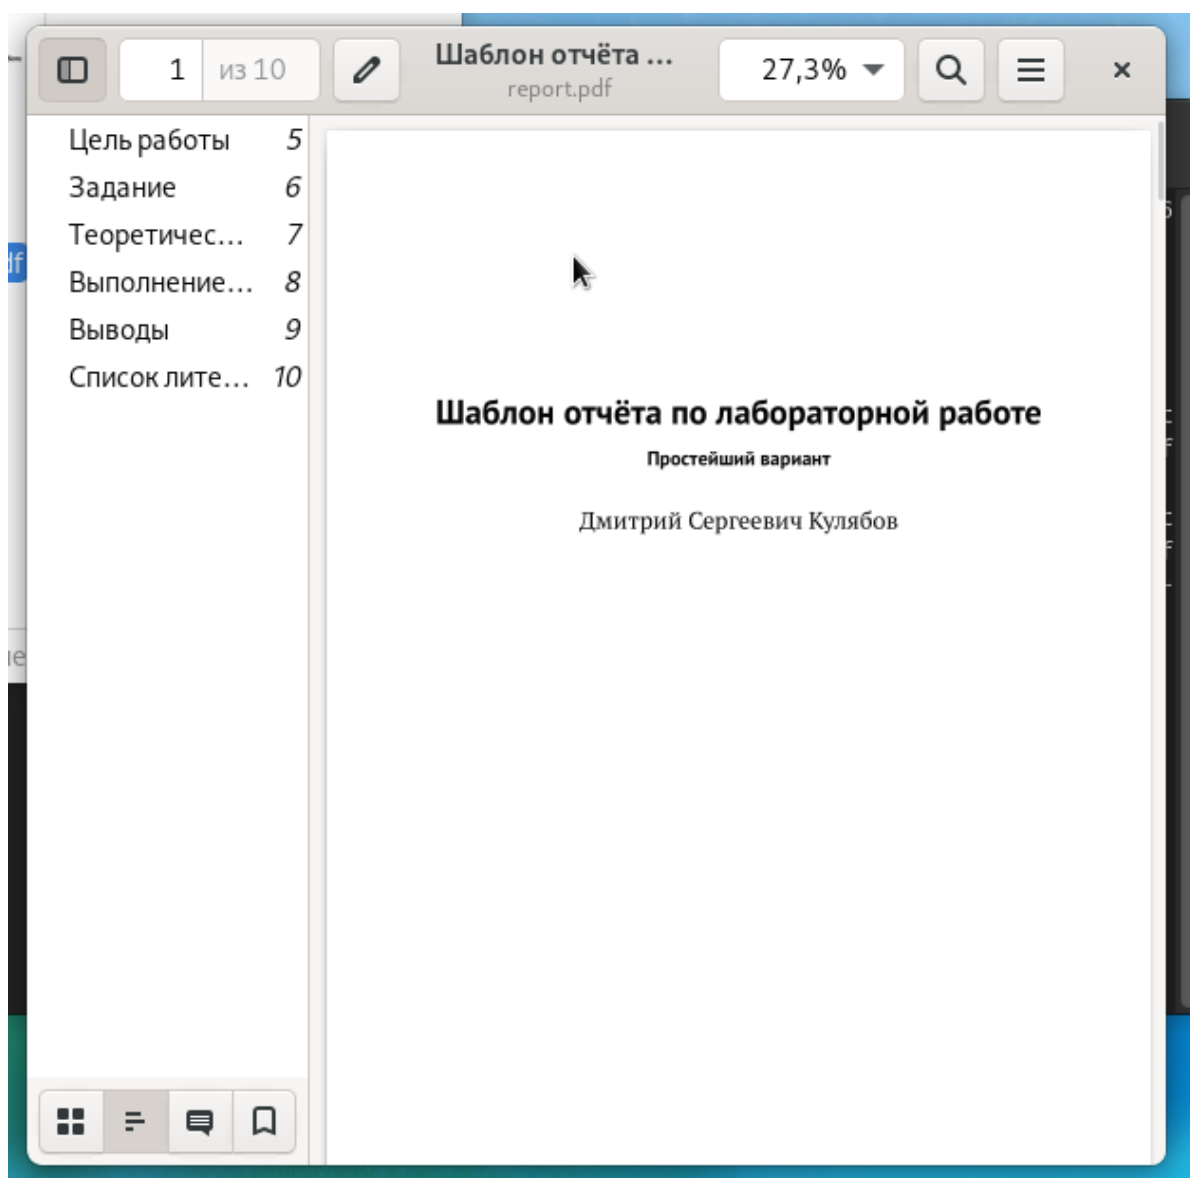 1 из 10
Шаблон отчёта ...
report.pdf
27,3%
Цель работы 5
Задание 6
Теоретичес... 7
Выполнение... 8
Выводы 9
Список лите... 10
Шаблон отчёта по лабораторной работе
Простейший вариант
Дмитрий Сергеевич Кулябов